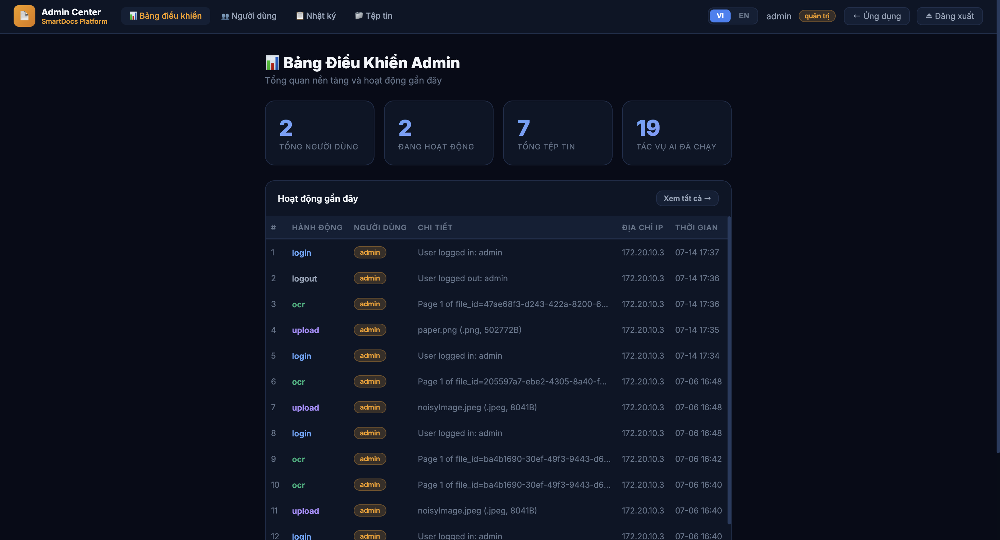 Admin Center
SmartDocs Platform
Bảng điều khiển
Người dùng
Nhật ký
Tệp tin
VI
EN
admin
quản trị
← Ứng dụng
⏏ Đăng xuất
Bảng Điều Khiển Admin
Tổng quan nền tảng và hoạt động gần đây
2
TỔNG NGƯỜI DÙNG
2
ĐANG HOẠT ĐỘNG
7
TỔNG TỆP TIN
19
TÁC VỤ AI ĐÃ CHẠY
Hoạt động gần đây
Xem tất cả →
# HÀNH ĐỘNG NGƯỜI DÙNG CHI TIẾT ĐỊA CHỈ IP THỜI GIAN
1 login admin User logged in: admin 172.20.10.3 07-14 17:37
2 logout admin User logged out: admin 172.20.10.3 07-14 17:36
3 ocr admin Page 1 of file_id=47ae68f3-d243-422a-8200-6... 172.20.10.3 07-14 17:36
4 upload admin paper.png (.png, 502772B) 172.20.10.3 07-14 17:35
5 login admin User logged in: admin 172.20.10.3 07-14 17:34
6 ocr admin Page 1 of file_id=205597a7-ebe2-4305-8a40-f... 172.20.10.3 07-06 16:48
7 upload admin noisyImage.jpeg (.jpeg, 8041B) 172.20.10.3 07-06 16:48
8 login admin User logged in: admin 172.20.10.3 07-06 16:48
9 ocr admin Page 1 of file_id=ba4b1690-30ef-49f3-9443-d6... 172.20.10.3 07-06 16:42
10 ocr admin Page 1 of file_id=ba4b1690-30ef-49f3-9443-d6... 172.20.10.3 07-06 16:40
11 upload admin noisyImage.jpeg (.jpeg, 8041B) 172.20.10.3 07-06 16:40
12 login admin User logged in: admin 172.20.10.3 07-06 16:40